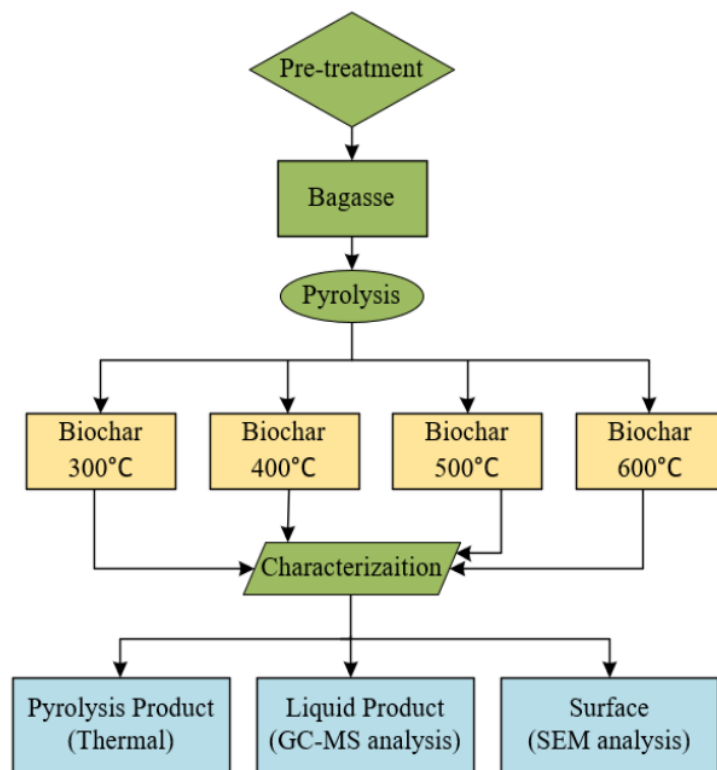 Pre-treatment
Bagasse
Pyrolysis
Biochar
300℃
Biochar
400℃
Biochar
500℃
Biochar
600℃
Characterizaition
Pyrolysis Product
(Thermal)
Liquid Product
(GC-MS analysis)
Surface
(SEM analysis)